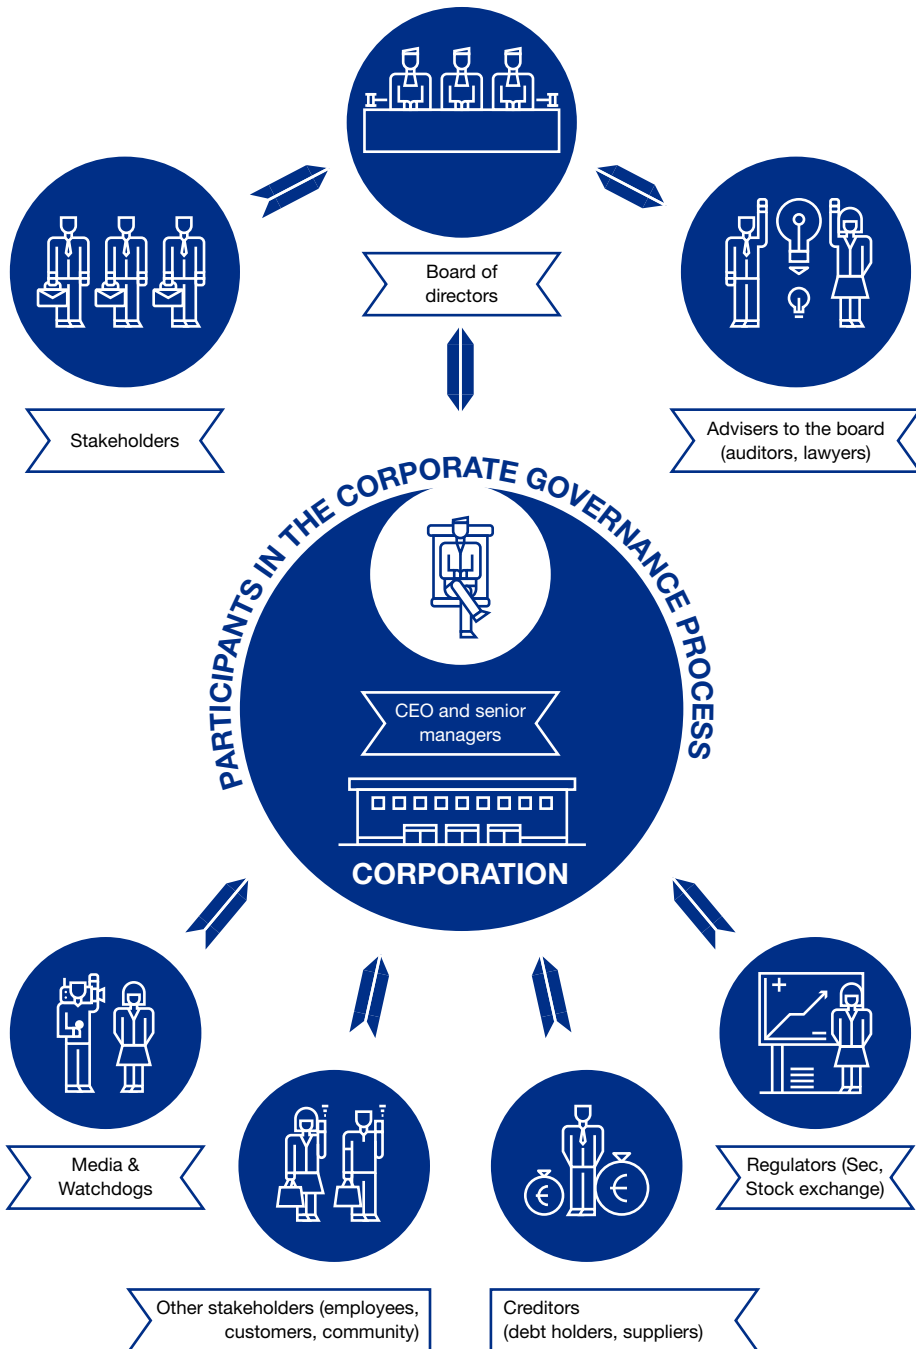 Board of
directors
Stakeholders
Advisers to the board
(auditors, lawyers)
PARTICIPANTS IN THE CORPORATE GOVERNANCE PROCESS
CEO and senior
managers
CORPORATION
Media &
Watchdogs
Regulators (Sec,
Stock exchange)
Other stakeholders (employees,
customers, community)
Creditors
(debt holders, suppliers)